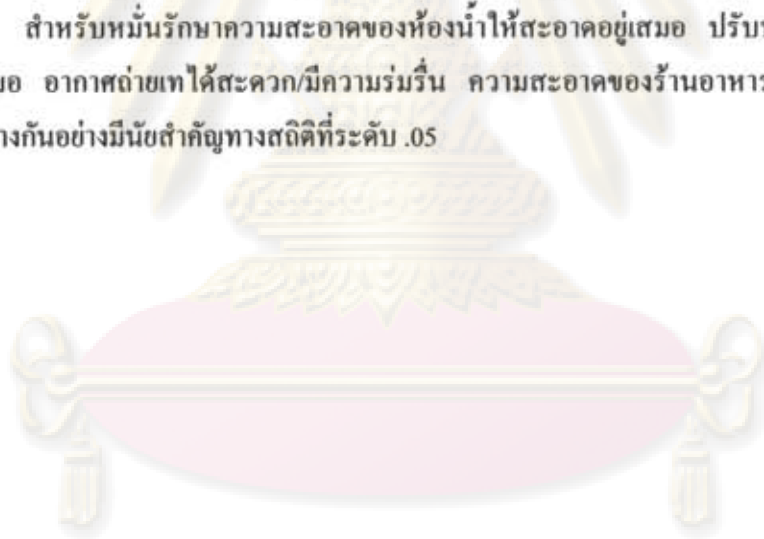 สำหรับหมั่นรักษาความสะอาดของห้องน้ำให้สะอาดอยู่เสมอ ปรับ
อากาศถ่ายเทได้สะดวก/มีความร่มรื่น ความสะอาดของร้านอาหาร
างกันอย่างมีนัยสำคัญทางสถิติที่ระดับ .05